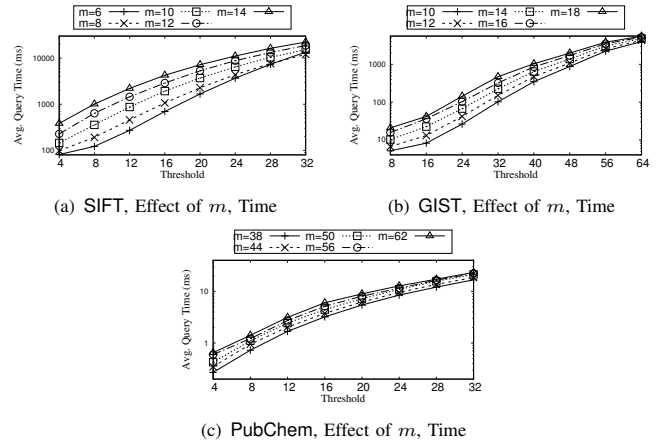 m=6 m=10 m=14
m=8 m=12
Avg. Query Time (ms)
10000
1000
100
4 8 12 16 20 24 28 32
Threshold
(a) SIFT, Effect of m, Time
m=10 m=14 m=18
m=12 m=16
Avg. Query Time (ms)
1000
100
10
8 16 24 32 40 48 56 64
Threshold
(b) GIST, Effect of m, Time
m=38 m=50 m=62
m=44 m=56
Avg. Query Time (ms)
10
1
4 8 12 16 20 24 28 32
Threshold
(c) PubChem, Effect of m, Time